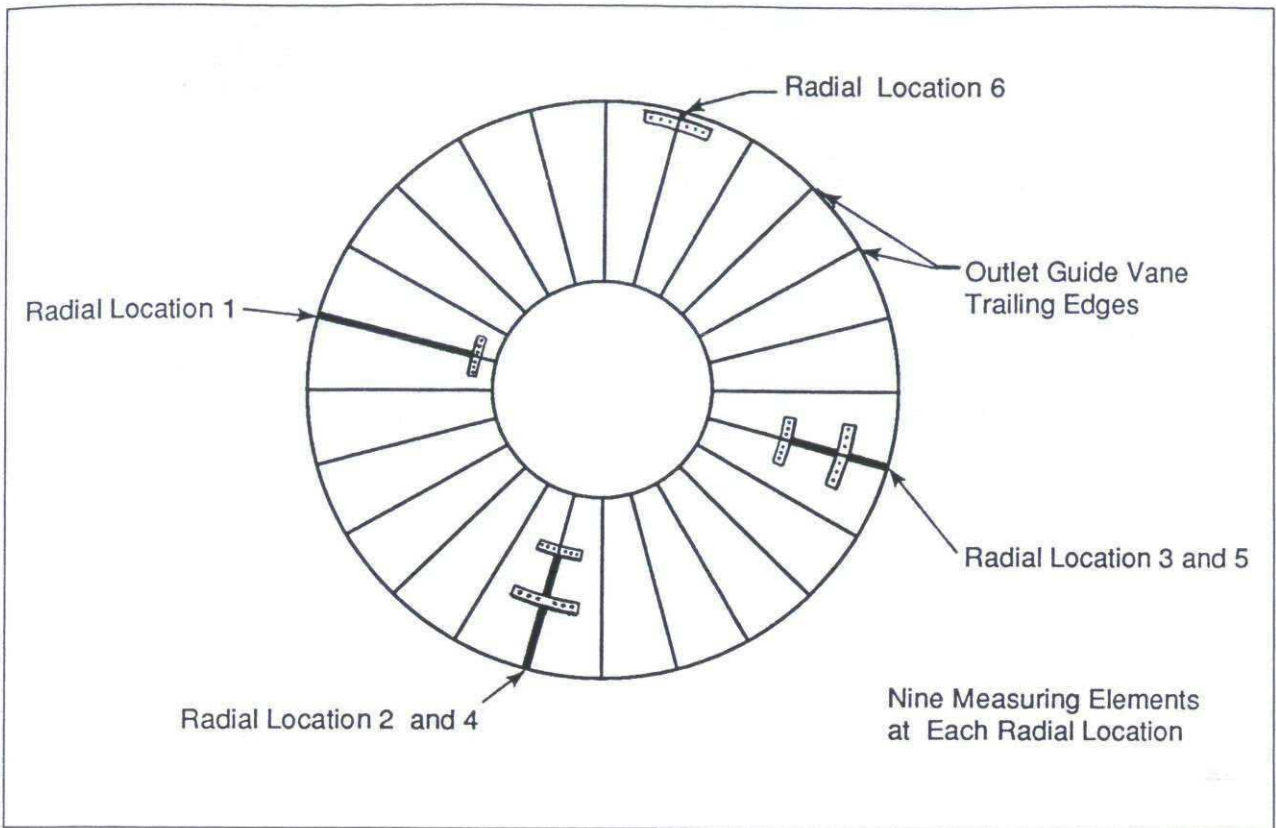 Radial Location 6
Outlet Guide Vane
Trailing Edges
Radial Location 1
Radial Location 3 and 5
Radial Location 2 and 4
Nine Measuring Elements
at Each Radial Location